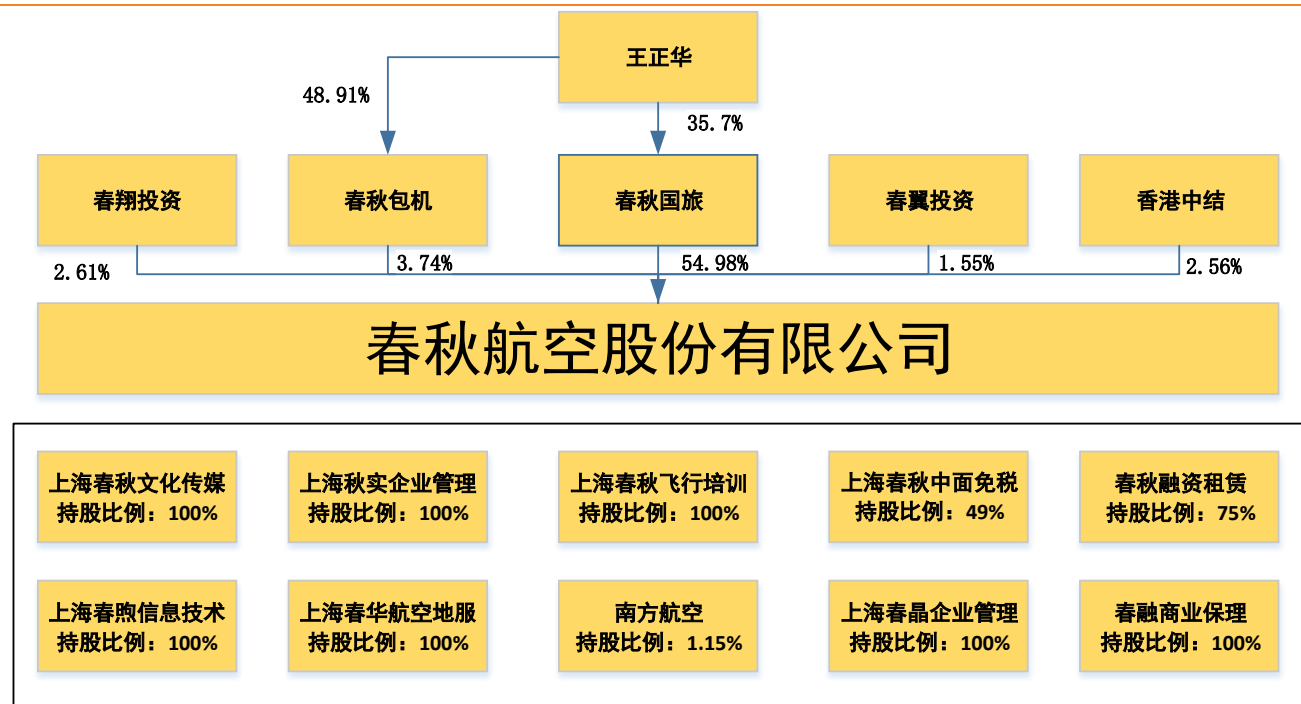 王正华
48.91%
35.7%
春翔投资
春秋包机
春秋国旅
春翼投资
香港中结
2.61%
3.74%
54.98%
1.55%
2.56%
春秋航空股份有限公司
上海春秋文化传媒
持股比例：100%
上海秋实企业管理
持股比例：100%
上海春秋飞行培训
持股比例：100%
上海春秋中面免税
持股比例：49%
春秋融资租赁
持股比例：75%
上海春煦信息技术
持股比例：100%
上海春华航空地服
持股比例：100%
南方航空
持股比例：1.15%
上海春晶企业管理
持股比例：100%
春融商业保理
持股比例：100%